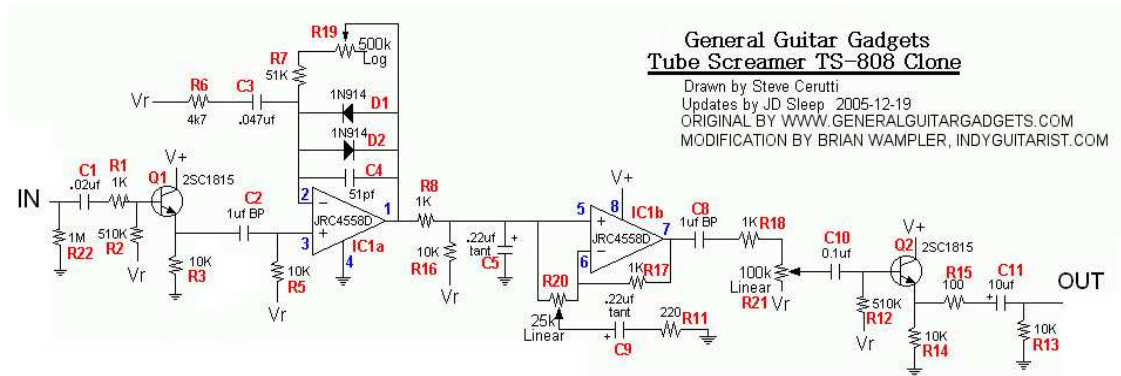 General Guitar Gadgets
Tube Screamer TS-808 Clone
Drawn by Steve Cerutti
Updates by JD Sleep 2005-12-19
ORIGINAL BY WWW.GENERALGUITARGADGETS.COM
MODIFICATION BY BRIAN WAMPLER, INDYGUITARIST.COM
R19
500k
Log
R7
51K
R6
4k7
Vr
C3
.047uf
1N914
D1
1N914
D2
C4
51pf
IN
C1
.02uf
R1
1K
Q1
V+
2SC1815
1M
R22
510K
R2
Vr
10K
R3
C2
1uf BP
10K
R5
Vr
2
3
1
4
JRC4558D
IC1a
R8
1K
10K
R16
Vr
.22uf
tant
+
C5
5
6
7
8
V+
+
−
JRC4558D
IC1b
R20
25k
Linear
1K
R17
.22uf
tant
+
C9
220
R11
C8
1uf BP
1K
R18
100k
Linear
R21
Vr
C10
0.1uf
510K
R12
Vr
Q2
V+
2SC1815
10K
R14
R15
100
C11
10uf
+
10K
R13
OUT